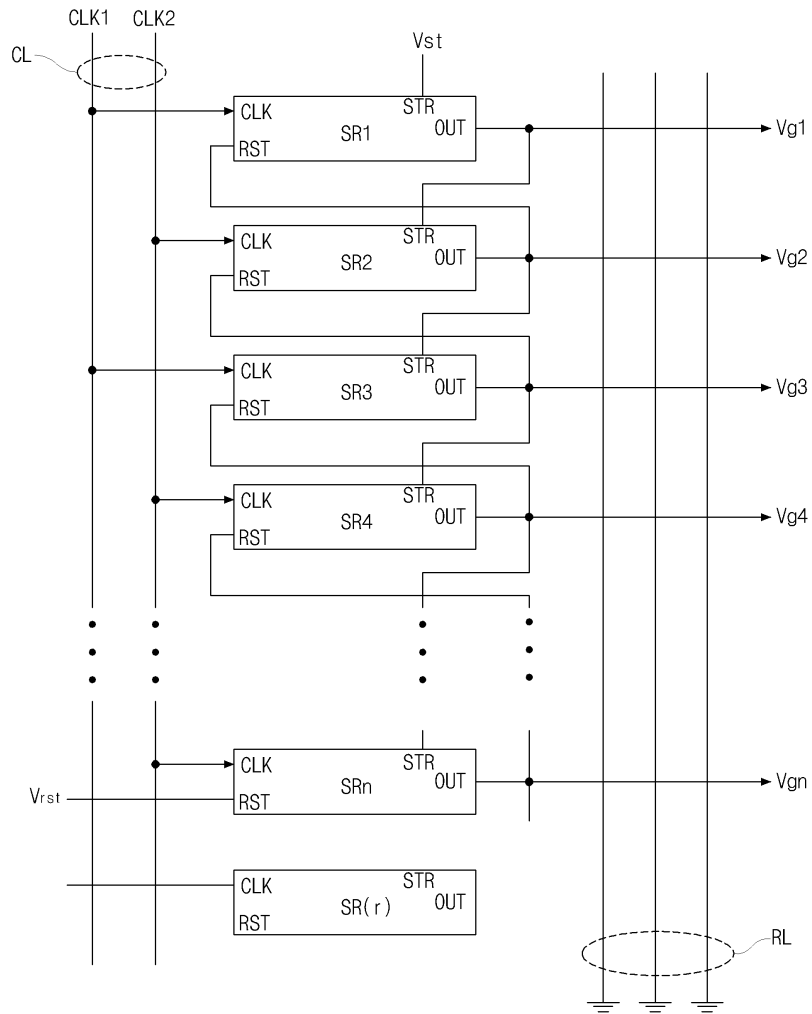 CLK1 CLK2
CL
Vst
CLK STR
SR1 OUT Vg1
RST
CLK STR
SR2 OUT Vg2
RST
CLK STR
SR3 OUT Vg3
RST
CLK STR
SR4 OUT Vg4
RST
CLK STR
SRn OUT Vgn
Vrst RST
CLK STR
SR(r) OUT
RST
RL